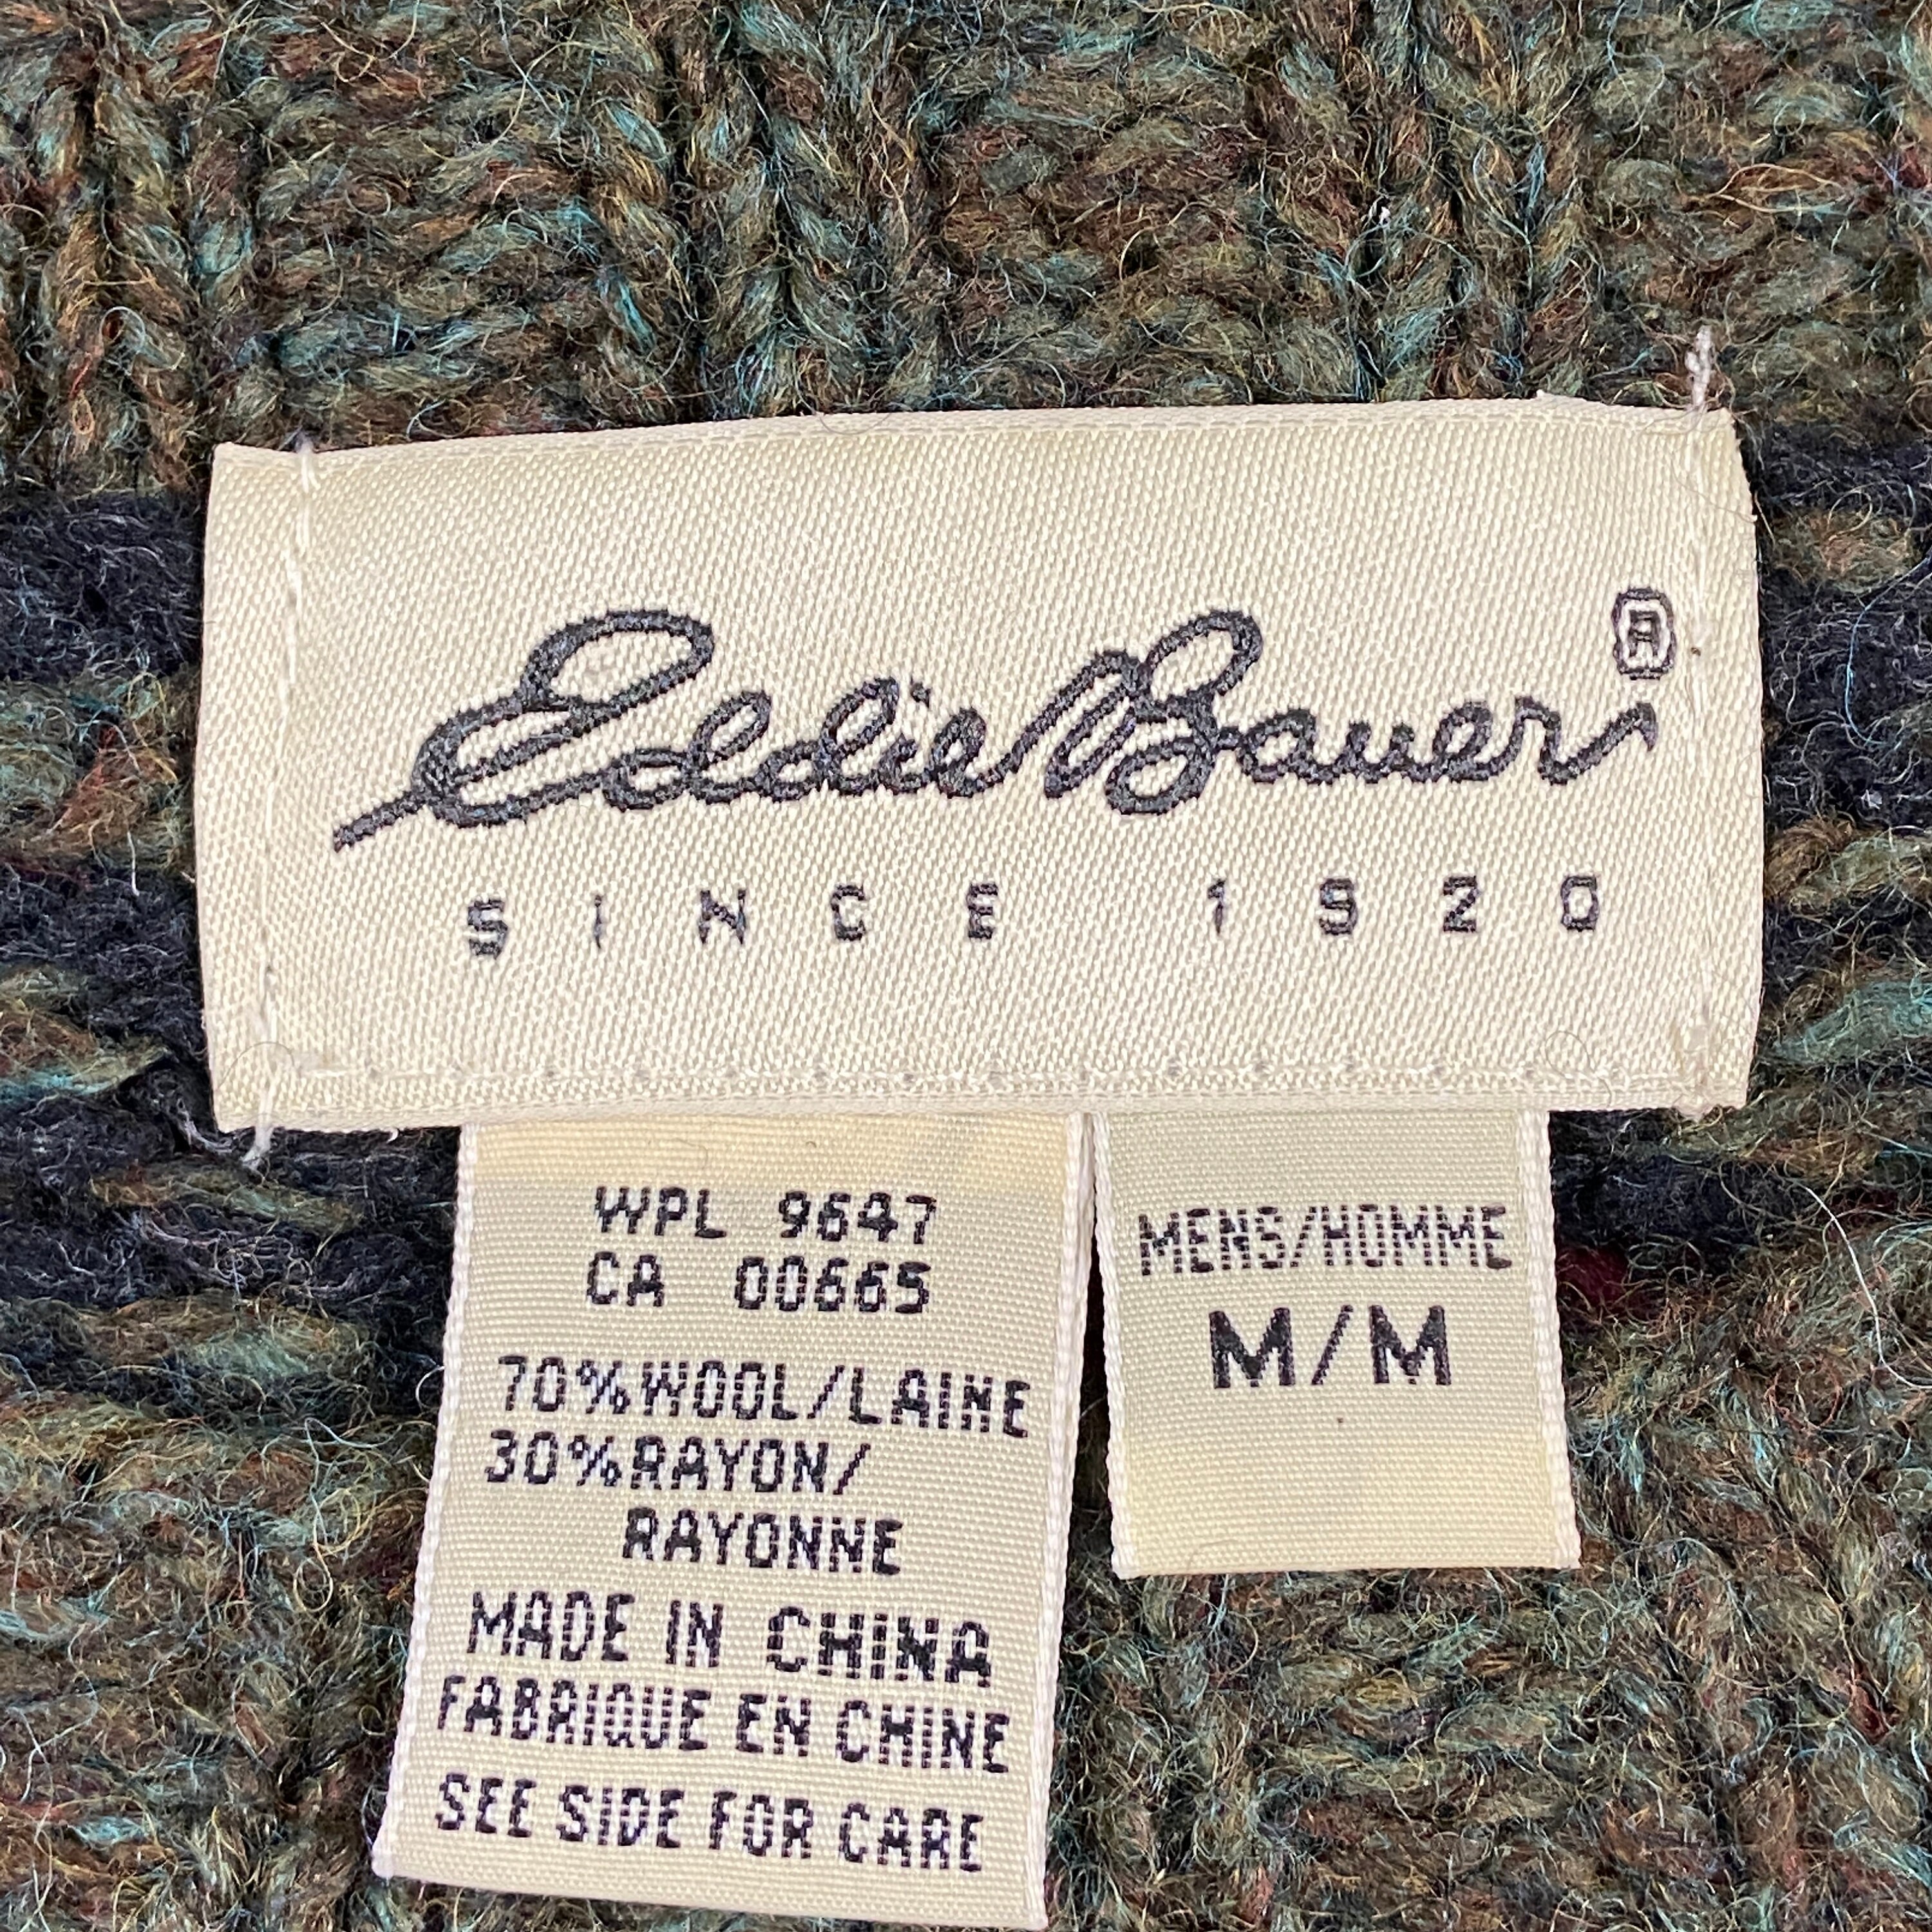 Eddie Bauer®
SINCE 1920
WPL 9647
CA 00665
70% WOOL/LAINE
30% RAYON/
RAYONNE
MADE IN CHINA
FABRIQUE EN CHINE
SEE SIDE FOR CARE
MENS/HOMME
M/M